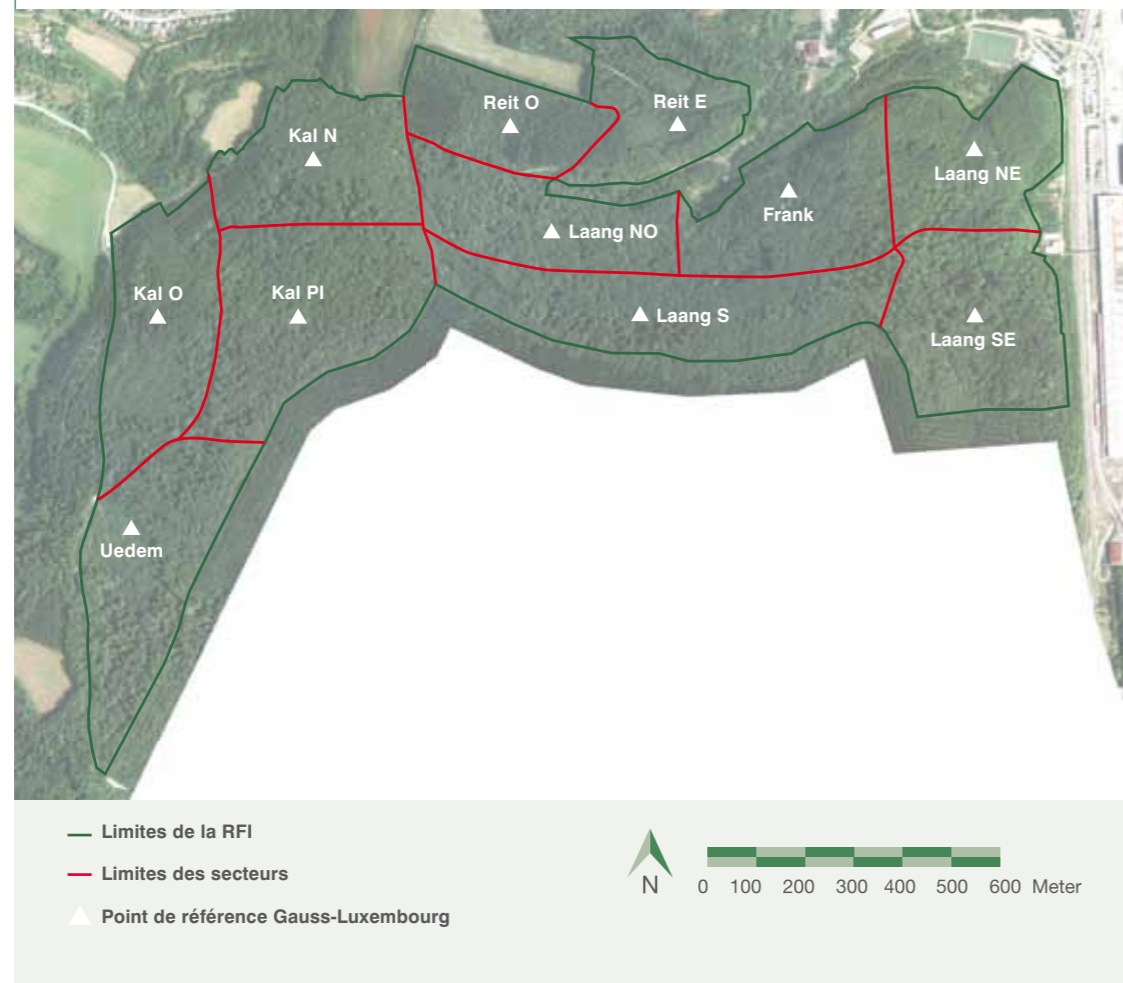 Reit O
Reit E
Kal N
Laang NE
Frank
Laang NO
Kal O
Kal Pl
Laang S
Laang SE
Uedem
Limites de la RFI
Limites des secteurs
Point de référence Gauss-Luxembourg
N
0 100 200 300 400 500 600 Meter